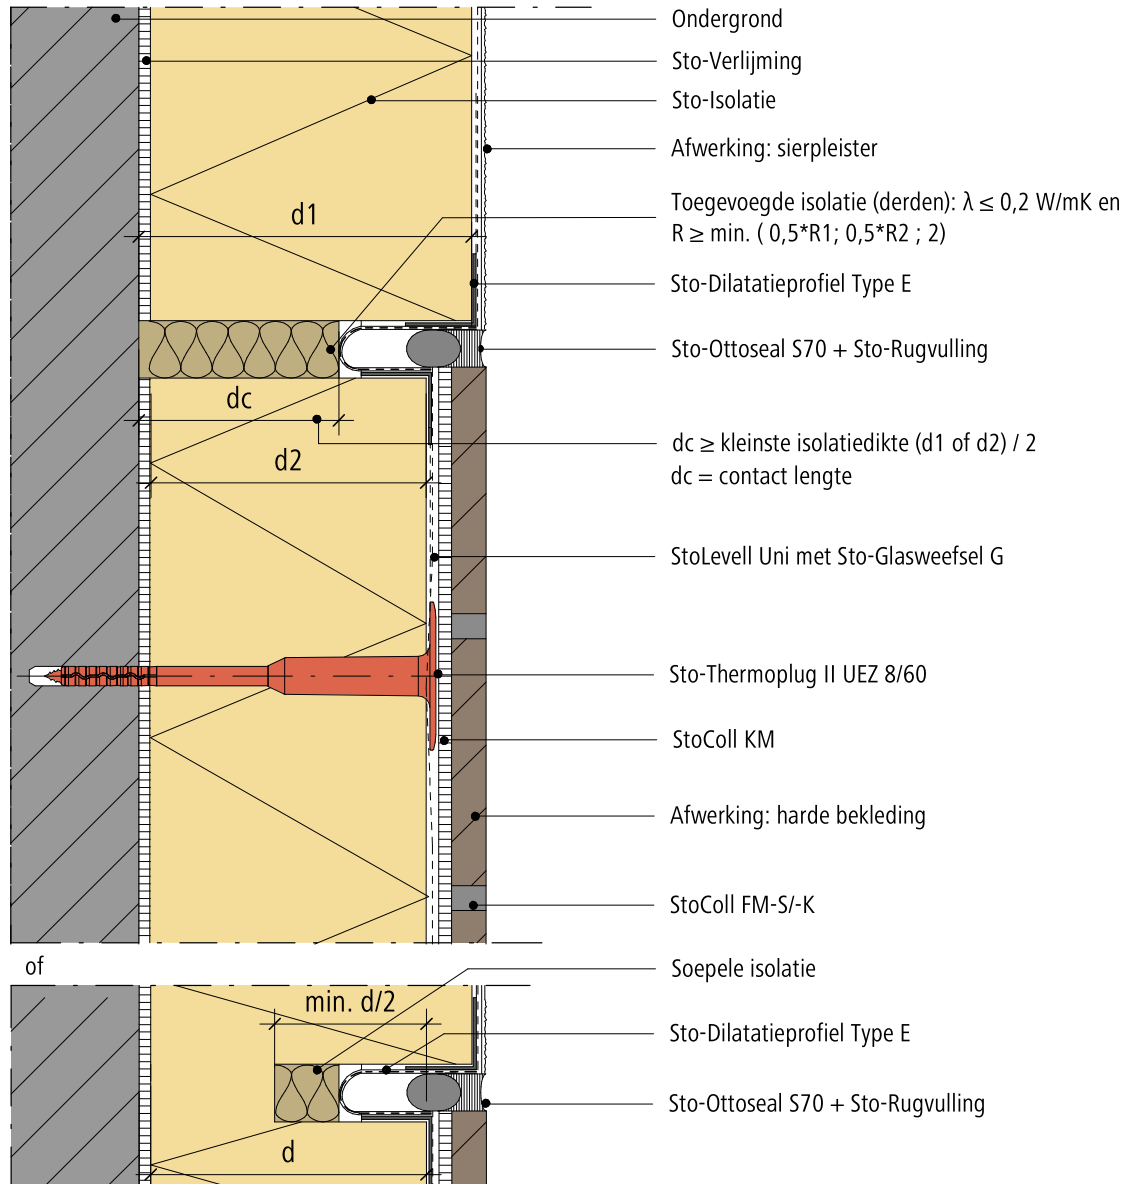 Ondergrond
Sto-Verlijming
Sto-Isolatie
Afwerking: sierpleister
Toegevoegde isolatie (derden): λ ≤ 0,2 W/mK en
R ≥ min. ( 0,5*R1; 0,5*R2 ; 2)
d1
Sto-Dilatatieprofiel Type E
Sto-Ottoseal S70 + Sto-Rugvulling
dc
dc ≥ kleinste isolatiedikte (d1 of d2) / 2
dc = contact lengte
d2
StoLevell Uni met Sto-Glasweefsel G
Sto-Thermoplug II UEZ 8/60
StoColl KM
Afwerking: harde bekleding
StoColl FM-S/-K
of
Soepele isolatie
min. d/2
Sto-Dilatatieprofiel Type E
Sto-Ottoseal S70 + Sto-Rugvulling
d